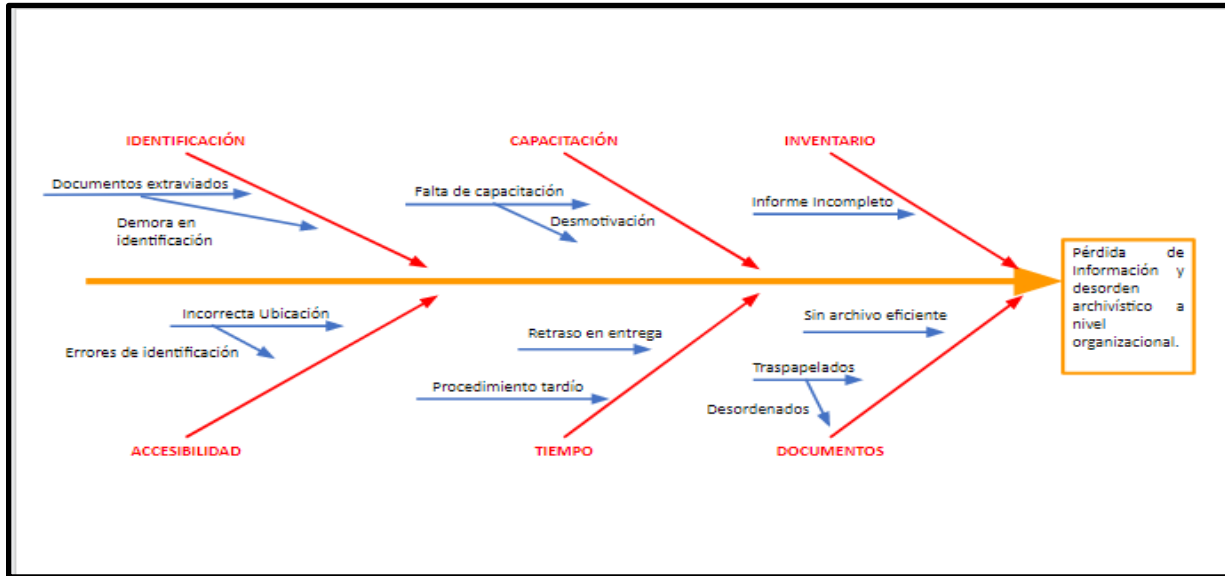 IDENTIFICACIÓN
CAPACITACIÓN
INVENTARIO
Documentos extraviados
Demora en
identificación
Falta de capacitación
Desmotivación
Informe Incompleto
Pérdida de
Información y
desorden
archivístico a
nivel
organizacional.
Incorrecta Ubicación
Errores de identificación
Retraso en entrega
Procedimiento tardío
Sin archivo eficiente
Traspapelados
Desordenados
ACCESIBILIDAD
TIEMPO
DOCUMENTOS